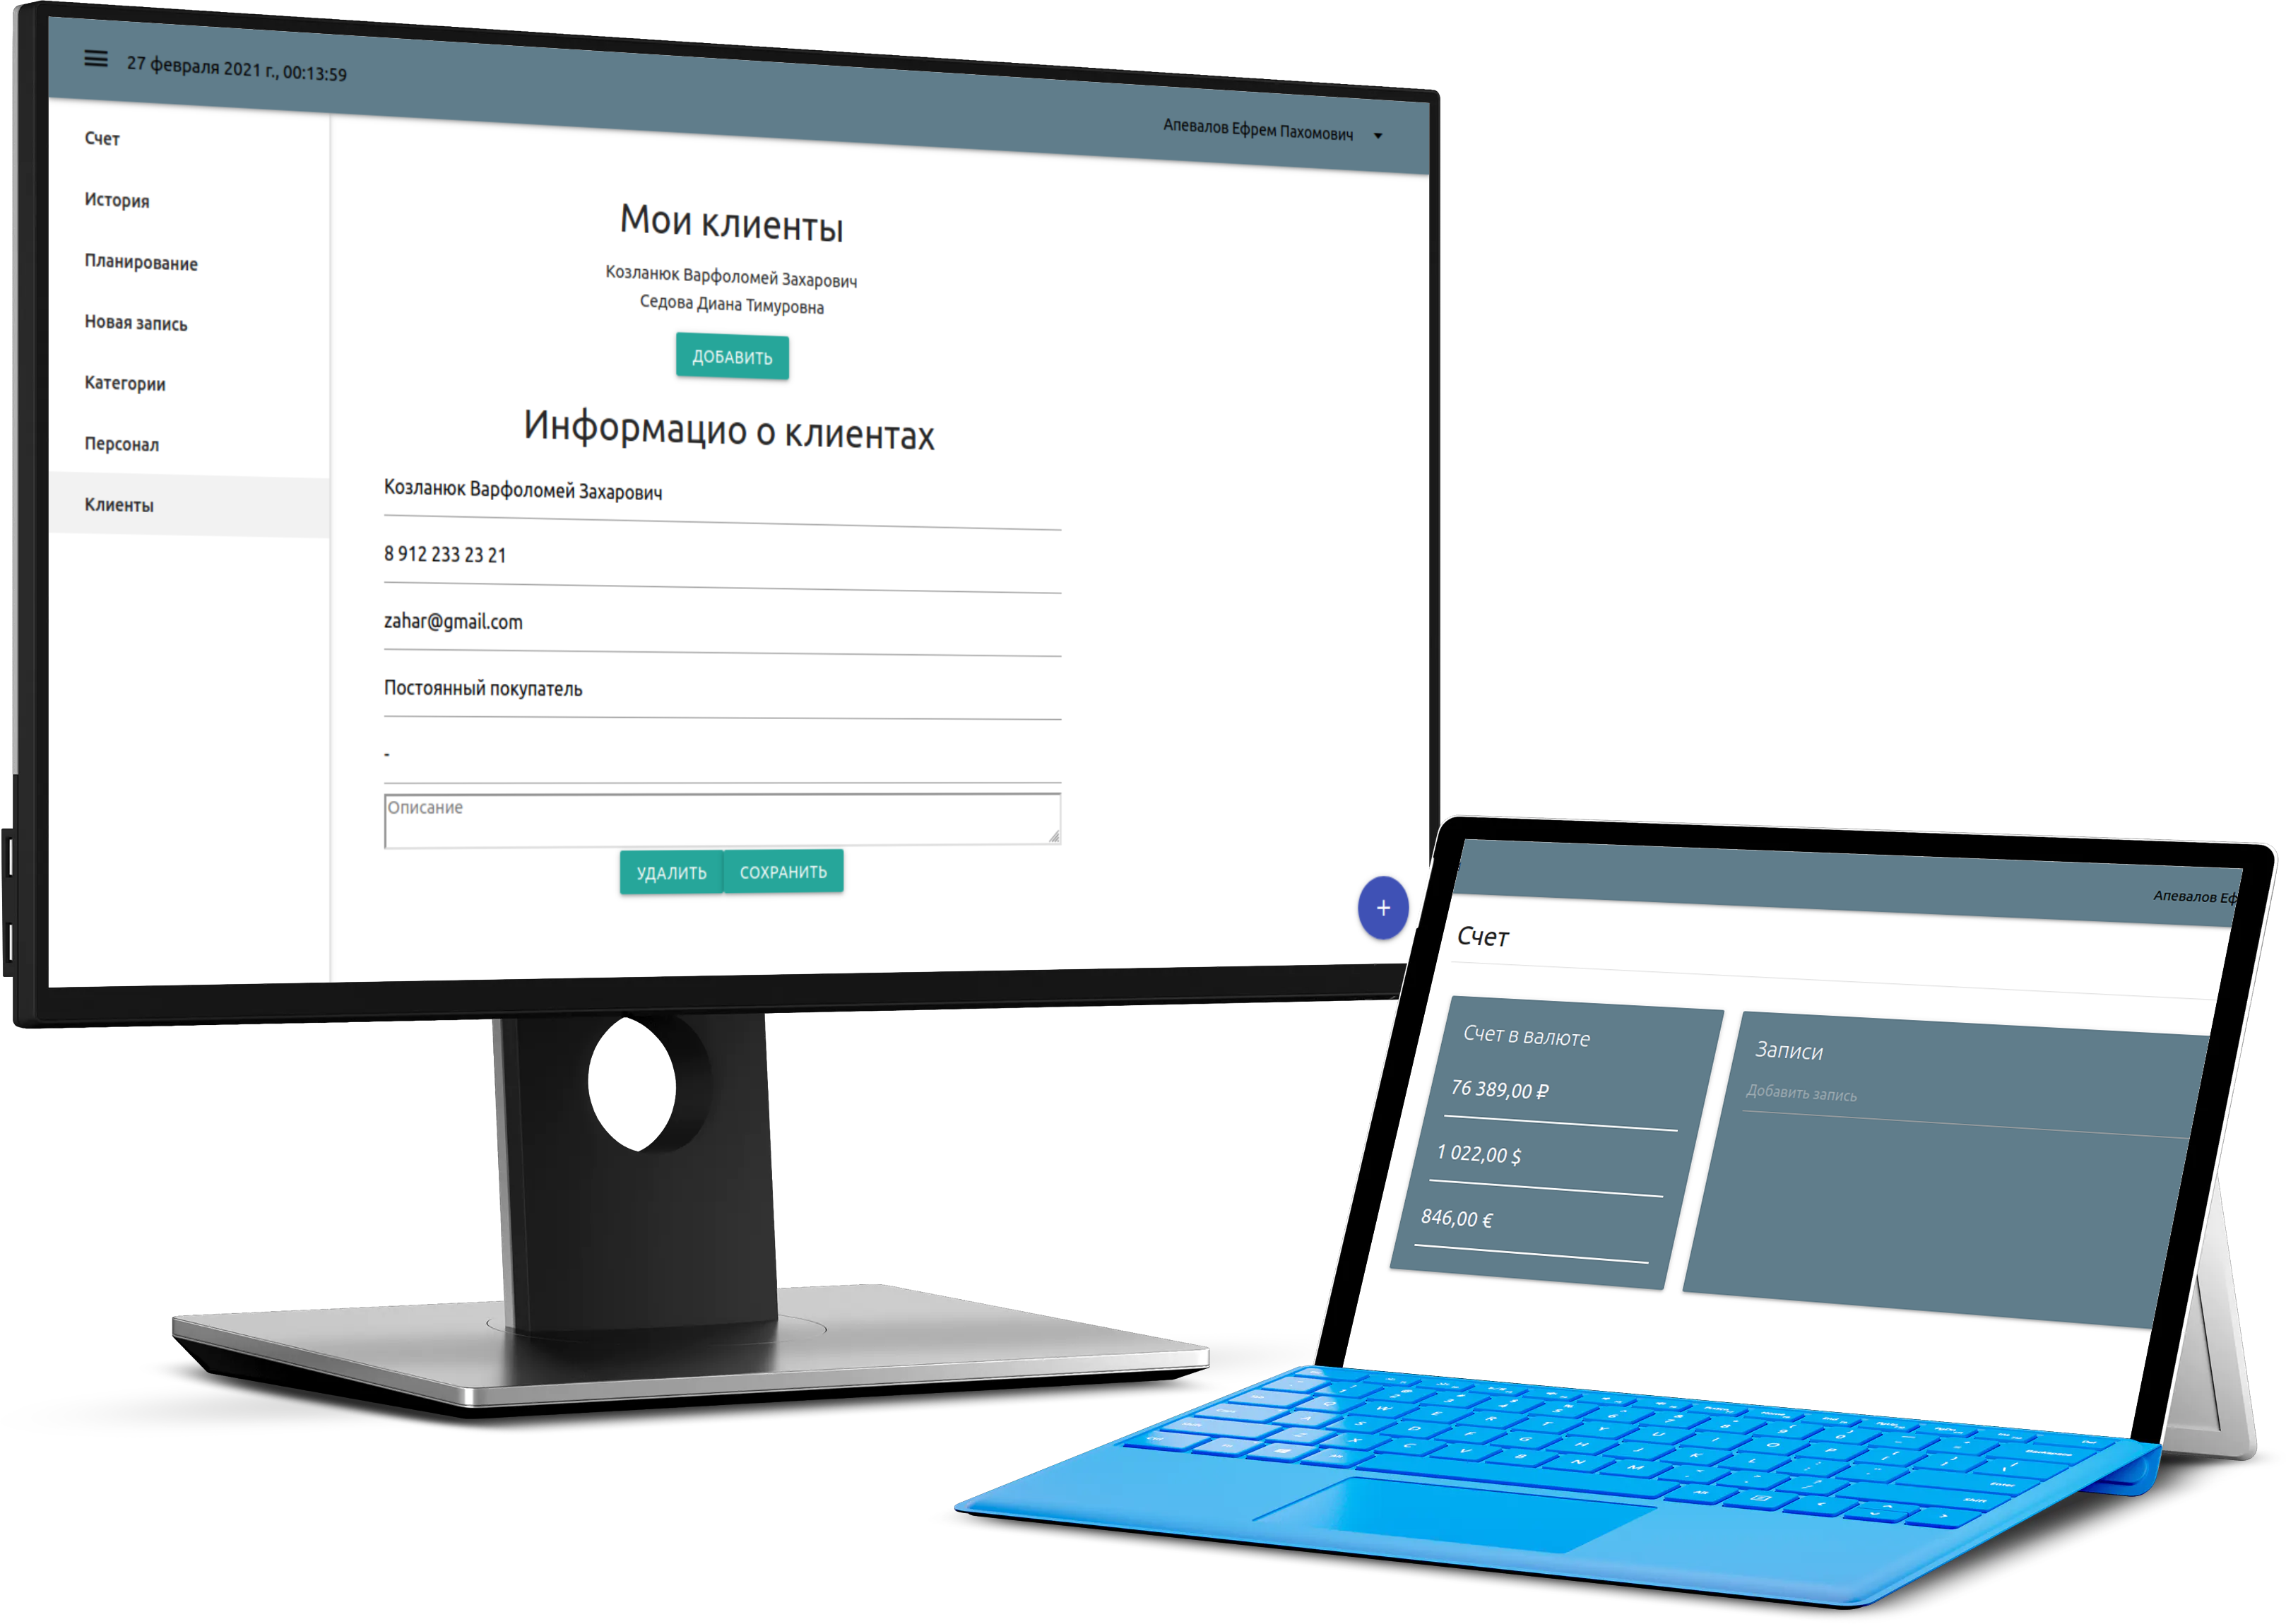 27 февраля 2021 г., 00:13:59
Апевалов Ефрем Пахомович
Счет
История
Планирование
Новая запись
Категории
Персонал
Клиенты
Мои клиенты
Козланюк Варфоломей Захарович
Седова Диана Тимуровна
ДОБАВИТЬ
Информацио о клиентах
Козланюк Варфоломей Захарович
8 912 233 23 21
zahar@gmail.com
Постоянный покупатель
-
Описание
УДАЛИТЬ СОХРАНИТЬ
+
Апевалов Еф
Счет
Счет в валюте
76 389,00 ₽
1 022,00 $
846,00 €
Записи
Добавить запись